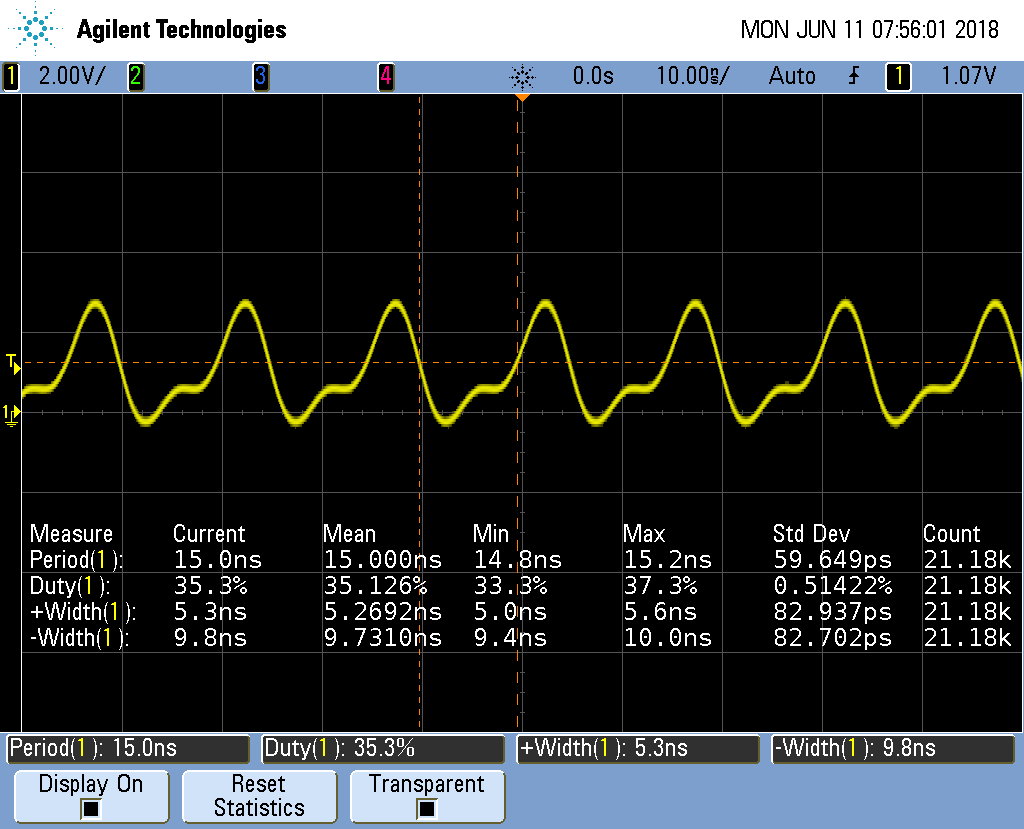 Agilent Technologies MON JUN 11 07:56:01 2018
1 2.00V/ 2 3 4 0.0s 10.00ns/ Auto 1 1.07V
T
1
Measure Current Mean Min Max Std Dev Count
Period(1): 15.0ns 15.000ns 14.8ns 15.2ns 59.649ps 21.18k
Duty(1): 35.3% 35.126% 33.3% 37.3% 0.51422% 21.18k
+Width(1): 5.3ns 5.2692ns 5.0ns 5.6ns 82.937ps 21.18k
-Width(1): 9.8ns 9.7310ns 9.4ns 10.0ns 82.702ps 21.18k
Period(1): 15.0ns Duty(1): 35.3% +Width(1): 5.3ns -Width(1): 9.8ns
Display On Reset Statistics Transparent